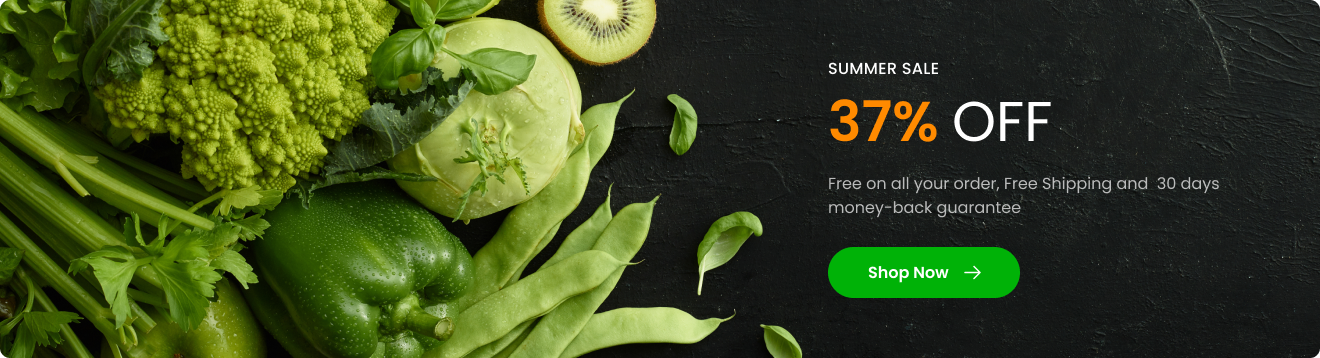 SUMMER SALE
37% OFF
Free on all your order, Free Shipping and  30 days
money-back guarantee
Shop Now →